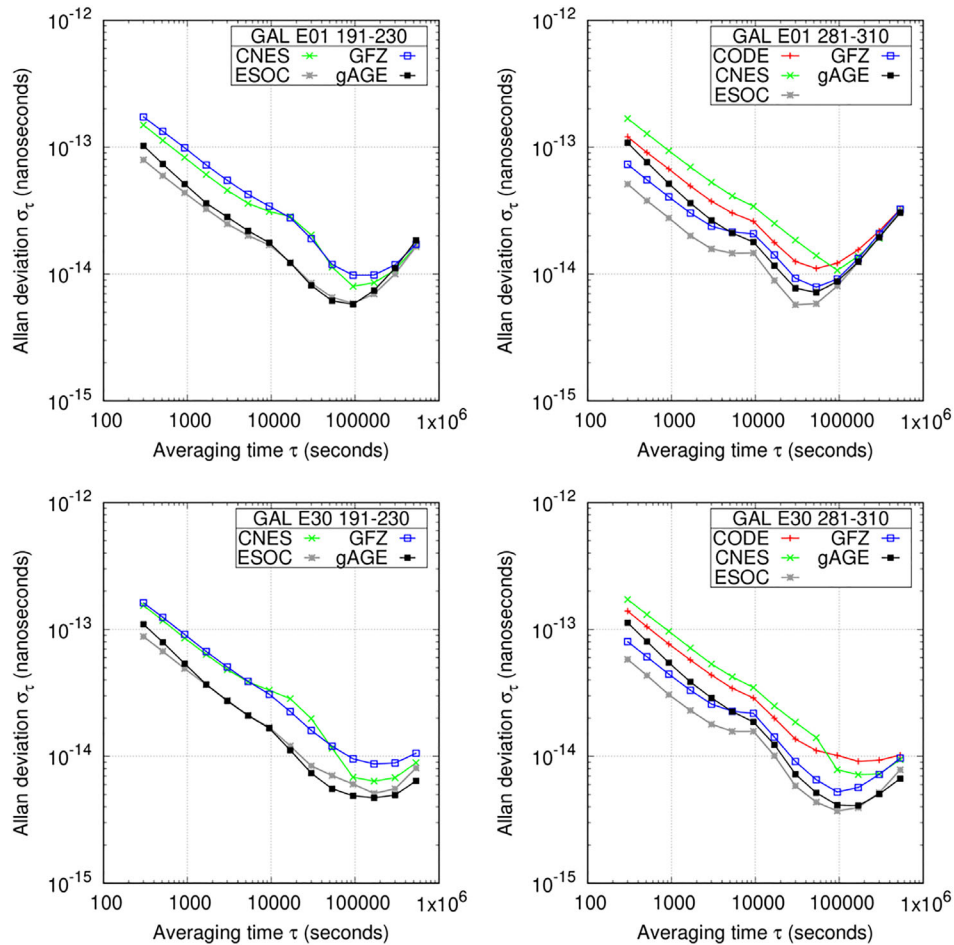 GAL E01 191-230
CNES GFZ
ESOC gAGE
Allan deviation στ (nanoseconds)
10^-12
10^-13
10^-14
10^-15
100 1000 10000 100000 1x10^6
Averaging time τ (seconds)
GAL E01 281-310
CODE GFZ
CNES gAGE
ESOC
Allan deviation στ (nanoseconds)
10^-12
10^-13
10^-14
10^-15
100 1000 10000 100000 1x10^6
Averaging time τ (seconds)
GAL E30 191-230
CNES GFZ
ESOC gAGE
Allan deviation στ (nanoseconds)
10^-12
10^-13
10^-14
10^-15
100 1000 10000 100000 1x10^6
Averaging time τ (seconds)
GAL E30 281-310
CODE GFZ
CNES gAGE
ESOC
Allan deviation στ (nanoseconds)
10^-12
10^-13
10^-14
10^-15
100 1000 10000 100000 1x10^6
Averaging time τ (seconds)